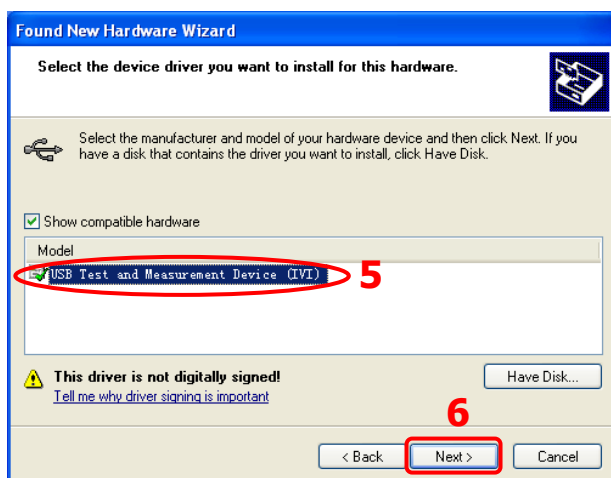 Found New Hardware Wizard
Select the device driver you want to install for this hardware.
Select the manufacturer and model of your hardware device and then click Next. If you
have a disk that contains the driver you want to install, click Have Disk.
Show compatible hardware
Model
USB Test and Measurement Device (IVI)
5
This driver is not digitally signed!
Have Disk...
Tell me why driver signing is important
6
< Back
Next >
Cancel